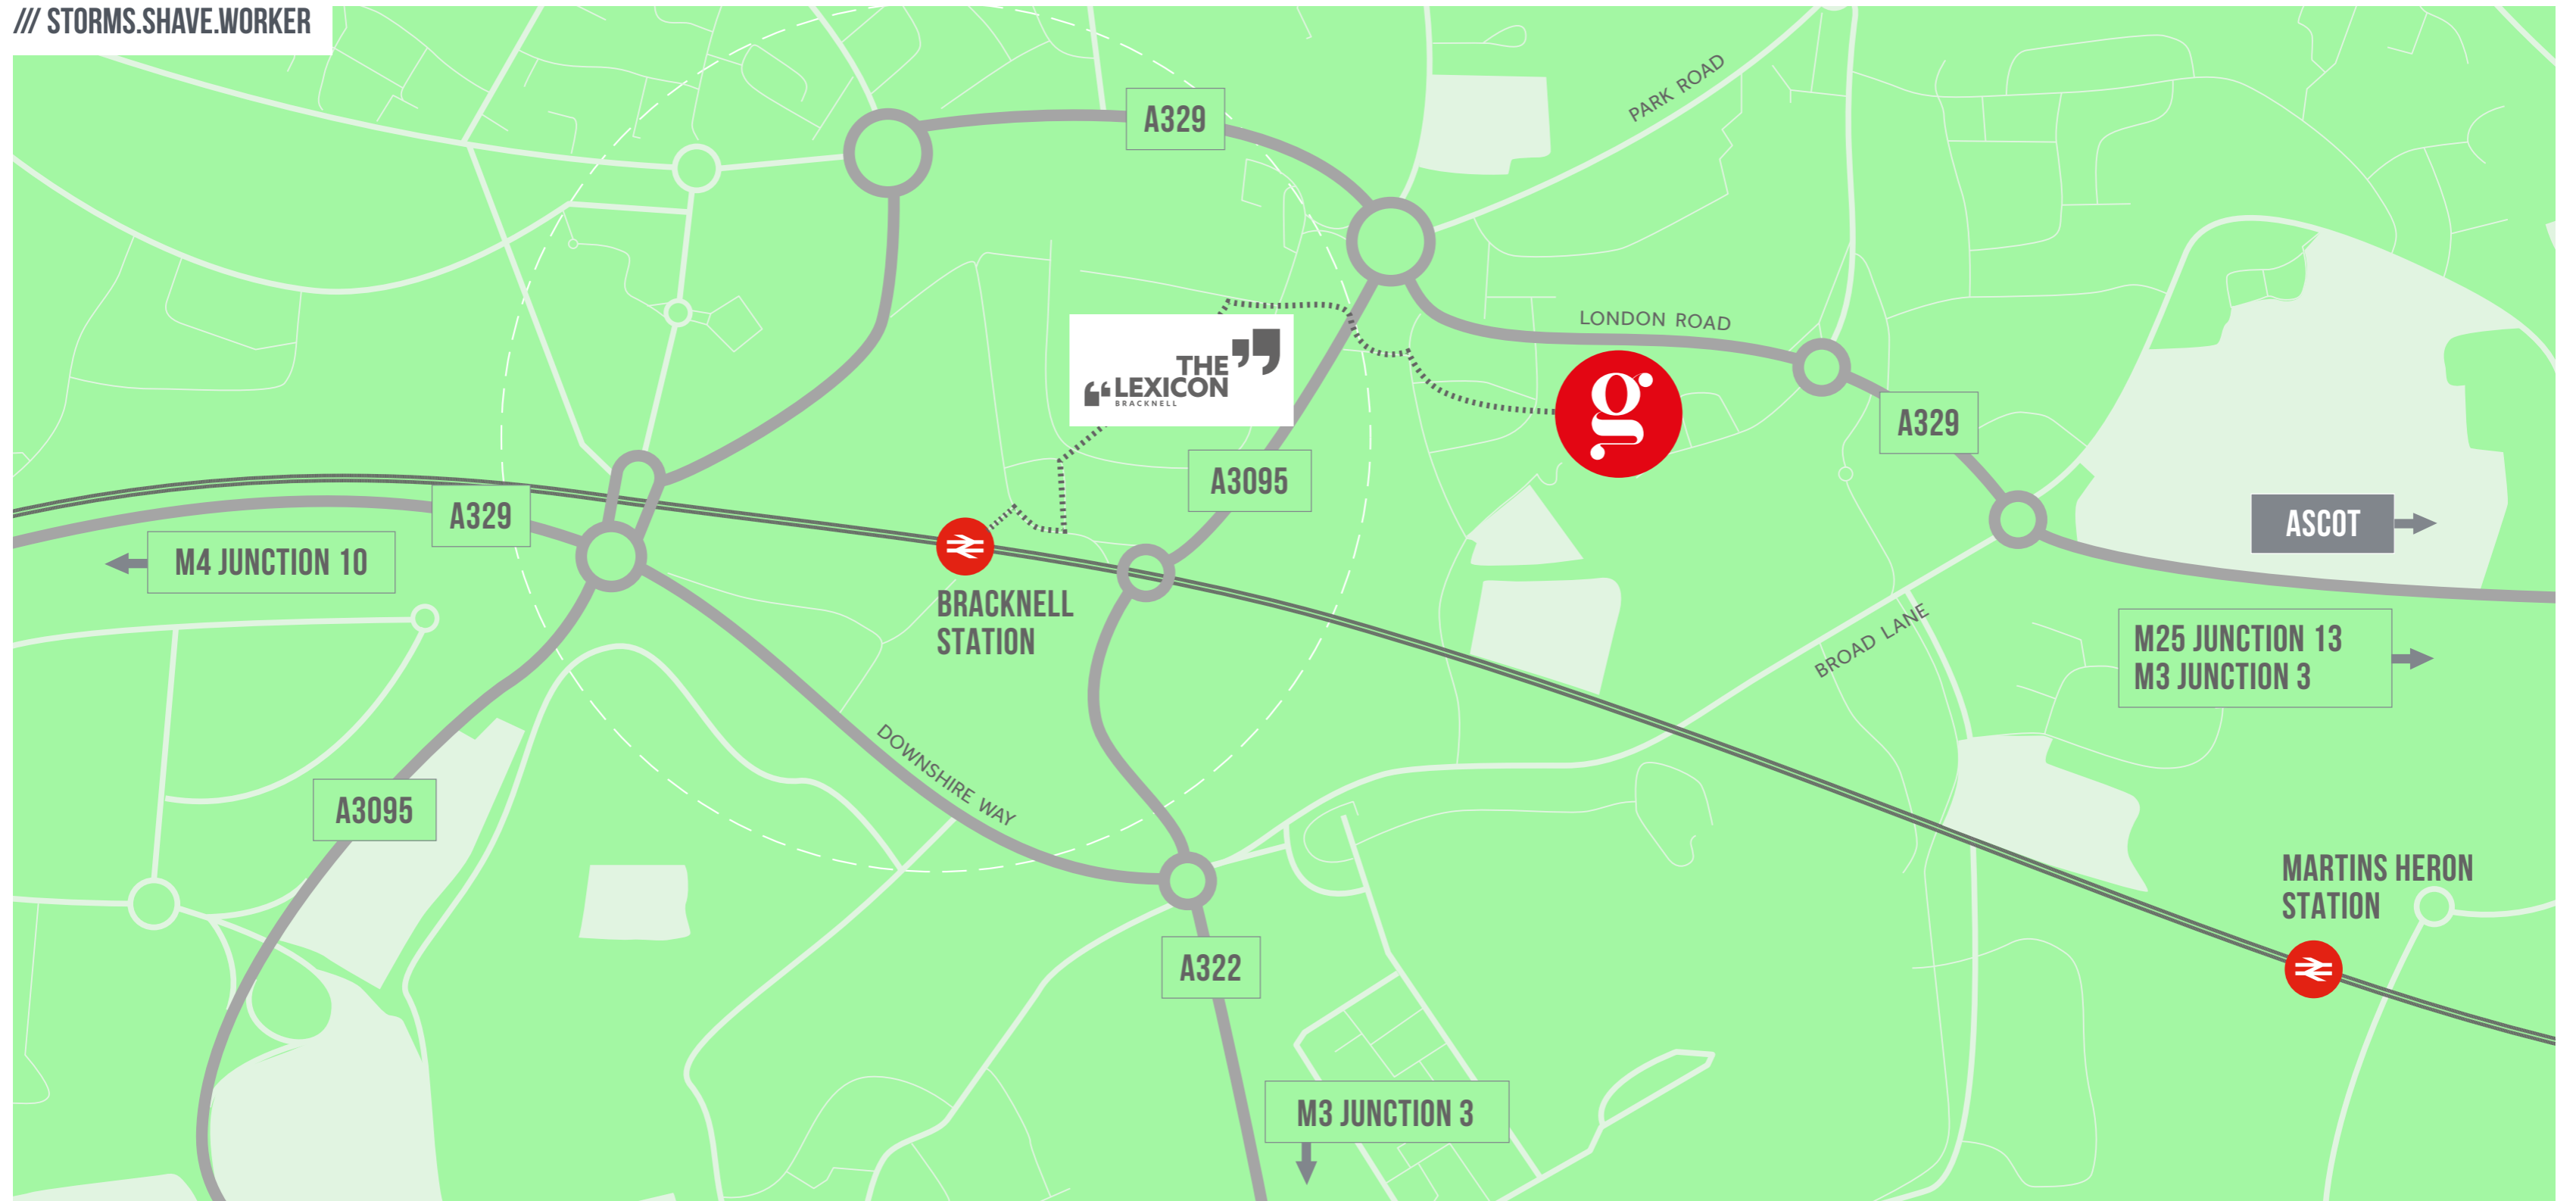 /// STORMS.SHAVE.WORKER
PARK ROAD
A329
LONDON ROAD
THE
LEXICON
BRACKNELL
g
A329
A3095
A329
ASCOT
M4 JUNCTION 10
BRACKNELL
STATION
BROAD LANE
M25 JUNCTION 13
M3 JUNCTION 3
DOWNSHIRE WAY
A3095
MARTINS HERON
STATION
A322
M3 JUNCTION 3